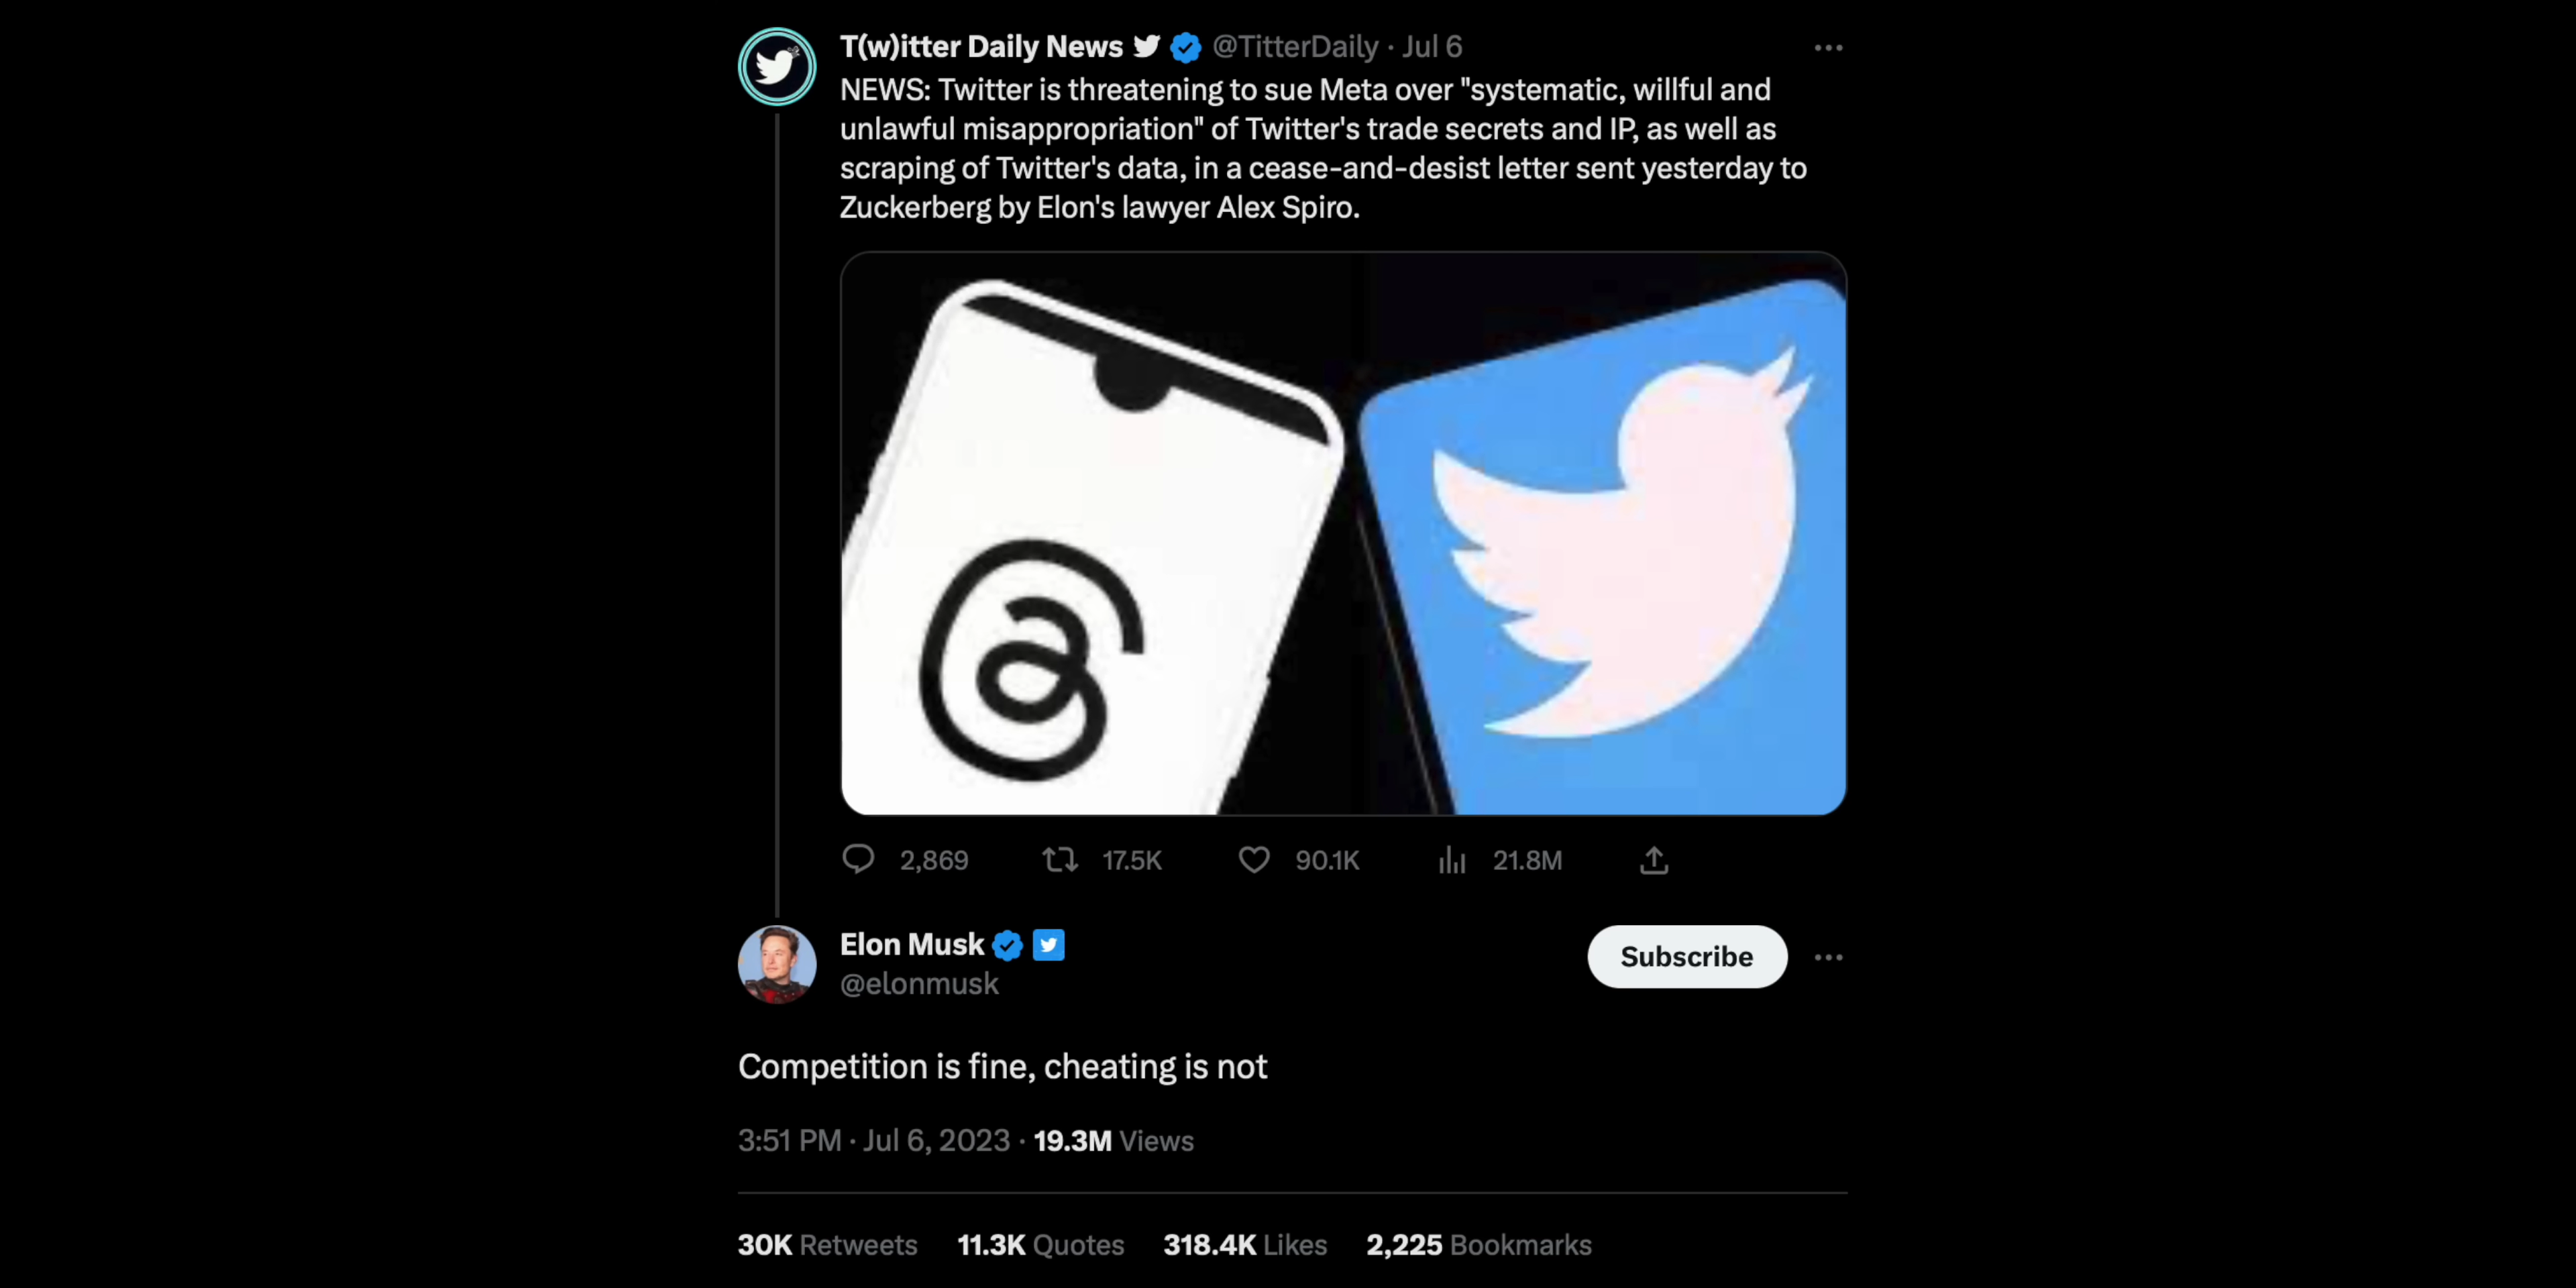 T(w)itter Daily News @TitterDaily · Jul 6
NEWS: Twitter is threatening to sue Meta over "systematic, willful and
unlawful misappropriation" of Twitter's trade secrets and IP, as well as
scraping of Twitter's data, in a cease-and-desist letter sent yesterday to
Zuckerberg by Elon's lawyer Alex Spiro.
2,869 17.5K 90.1K 21.8M
Elon Musk
Subscribe
@elonmusk
Competition is fine, cheating is not
3:51 PM · Jul 6, 2023 · 19.3M Views
30K Retweets 11.3K Quotes 318.4K Likes 2,225 Bookmarks